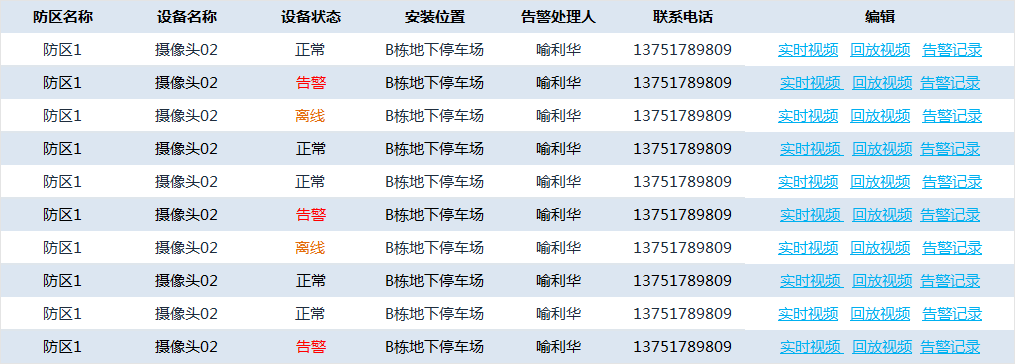 防区名称 设备名称 设备状态 安装位置 告警处理人 联系电话 编辑
防区1 摄像头02 正常 B栋地下停车场 喻利华 13751789809 实时视频 回放视频 告警记录
防区1 摄像头02 告警 B栋地下停车场 喻利华 13751789809 实时视频 回放视频 告警记录
防区1 摄像头02 离线 B栋地下停车场 喻利华 13751789809 实时视频 回放视频 告警记录
防区1 摄像头02 正常 B栋地下停车场 喻利华 13751789809 实时视频 回放视频 告警记录
防区1 摄像头02 正常 B栋地下停车场 喻利华 13751789809 实时视频 回放视频 告警记录
防区1 摄像头02 告警 B栋地下停车场 喻利华 13751789809 实时视频 回放视频 告警记录
防区1 摄像头02 离线 B栋地下停车场 喻利华 13751789809 实时视频 回放视频 告警记录
防区1 摄像头02 正常 B栋地下停车场 喻利华 13751789809 实时视频 回放视频 告警记录
防区1 摄像头02 正常 B栋地下停车场 喻利华 13751789809 实时视频 回放视频 告警记录
防区1 摄像头02 告警 B栋地下停车场 喻利华 13751789809 实时视频 回放视频 告警记录